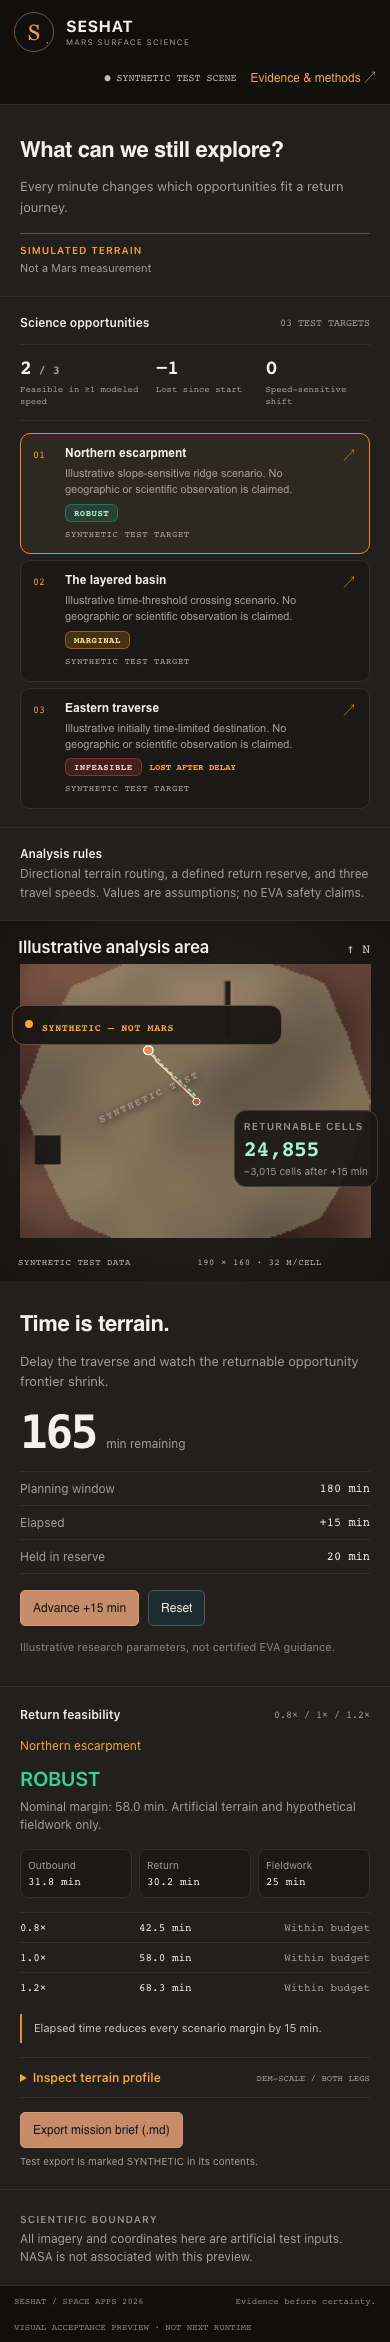 S.
SESHAT
MARS SURFACE SCIENCE
SYNTHETIC TEST SCENE Evidence & methods ↗
What can we still explore?
Every minute changes which opportunities fit a return
journey.
SIMULATED TERRAIN
Not a Mars measurement
Science opportunities 03 TEST TARGETS
2 / 3 −1 0
Feasible in ≥1 modeled Lost since start Speed-sensitive
speed shift
01 Northern escarpment ↗
Illustrative slope-sensitive ridge scenario. No
geographic or scientific observation is claimed.
ROBUST
SYNTHETIC TEST TARGET
02 The layered basin ↗
Illustrative time-threshold crossing scenario. No
geographic or scientific observation is claimed.
MARGINAL
SYNTHETIC TEST TARGET
03 Eastern traverse ↗
Illustrative initially time-limited destination. No
geographic or scientific observation is claimed.
INFEASIBLE LOST AFTER DELAY
SYNTHETIC TEST TARGET
Analysis rules
Directional terrain routing, a defined return reserve, and three
travel speeds. Values are assumptions; no EVA safety claims.
Illustrative analysis area ↑ N
SYNTHETIC — NOT MARS
SYNTHETIC TEST
RETURNABLE CELLS
24,855
−3,015 cells after +15 min
SYNTHETIC TEST DATA 190 × 160 · 32 M/CELL
Time is terrain.
Delay the traverse and watch the returnable opportunity
frontier shrink.
165 min remaining
Planning window 180 min
Elapsed +15 min
Held in reserve 20 min
Advance +15 min Reset
Illustrative research parameters, not certified EVA guidance.
Return feasibility 0.8× / 1× / 1.2×
Northern escarpment
ROBUST
Nominal margin: 58.0 min. Artificial terrain and hypothetical
fieldwork only.
Outbound Return Fieldwork
31.8 min 30.2 min 25 min
0.8× 42.5 min Within budget
1.0× 58.0 min Within budget
1.2× 68.3 min Within budget
Elapsed time reduces every scenario margin by 15 min.
▶ Inspect terrain profile DEM-SCALE / BOTH LEGS
Export mission brief (.md)
Test export is marked SYNTHETIC in its contents.
SCIENTIFIC BOUNDARY
All imagery and coordinates here are artificial test inputs.
NASA is not associated with this preview.
SESHAT / SPACE APPS 2026 Evidence before certainty.
VISUAL ACCEPTANCE PREVIEW · NOT NEXT RUNTIME